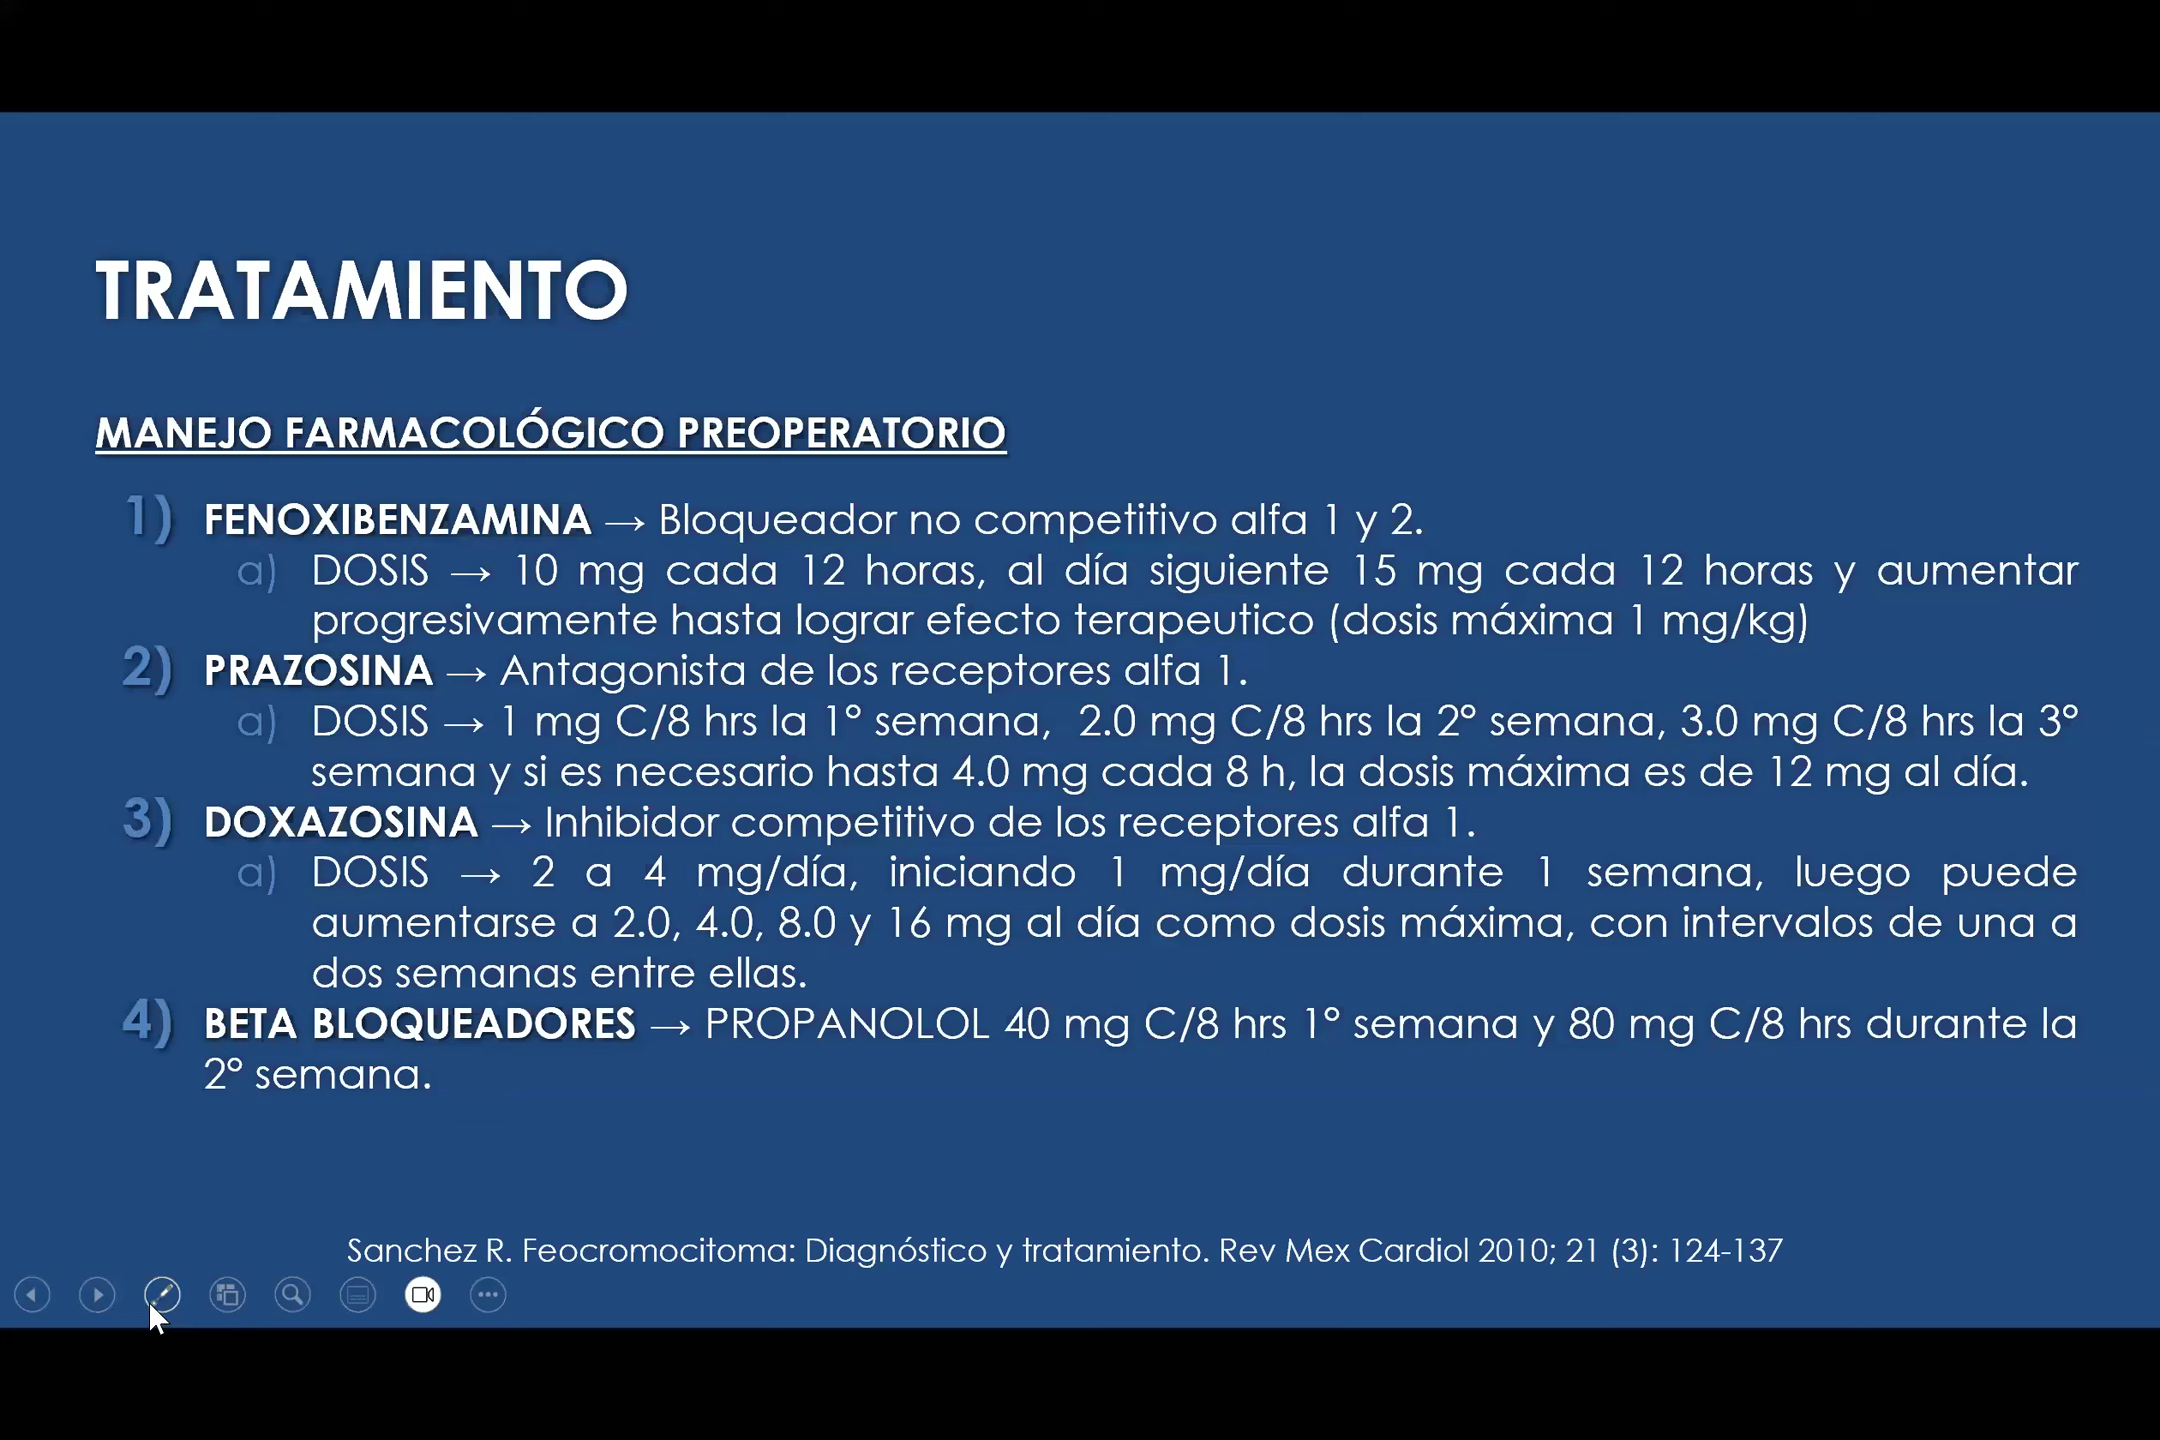 TRATAMIENTO
MANEJO FARMACOLÓGICO PREOPERATORIO
1) FENOXIBENZAMINA → Bloqueador no competitivo alfa 1 y 2.
a) DOSIS → 10 mg cada 12 horas, al día siguiente 15 mg cada 12 horas y aumentar
progresivamente hasta lograr efecto terapeutico (dosis máxima 1 mg/kg)
2) PRAZOSINA → Antagonista de los receptores alfa 1.
a) DOSIS → 1 mg C/8 hrs la 1° semana, 2.0 mg C/8 hrs la 2° semana, 3.0 mg C/8 hrs la 3°
semana y si es necesario hasta 4.0 mg cada 8 h, la dosis máxima es de 12 mg al día.
3) DOXAZOSINA → Inhibidor competitivo de los receptores alfa 1.
a) DOSIS → 2 a 4 mg/día, iniciando 1 mg/día durante 1 semana, luego puede
aumentarse a 2.0, 4.0, 8.0 y 16 mg al día como dosis máxima, con intervalos de una a
dos semanas entre ellas.
4) BETA BLOQUEADORES → PROPANOLOL 40 mg C/8 hrs 1° semana y 80 mg C/8 hrs durante la
2° semana.
Sanchez R. Feocromocitoma: Diagnóstico y tratamiento. Rev Mex Cardiol 2010; 21 (3): 124-137